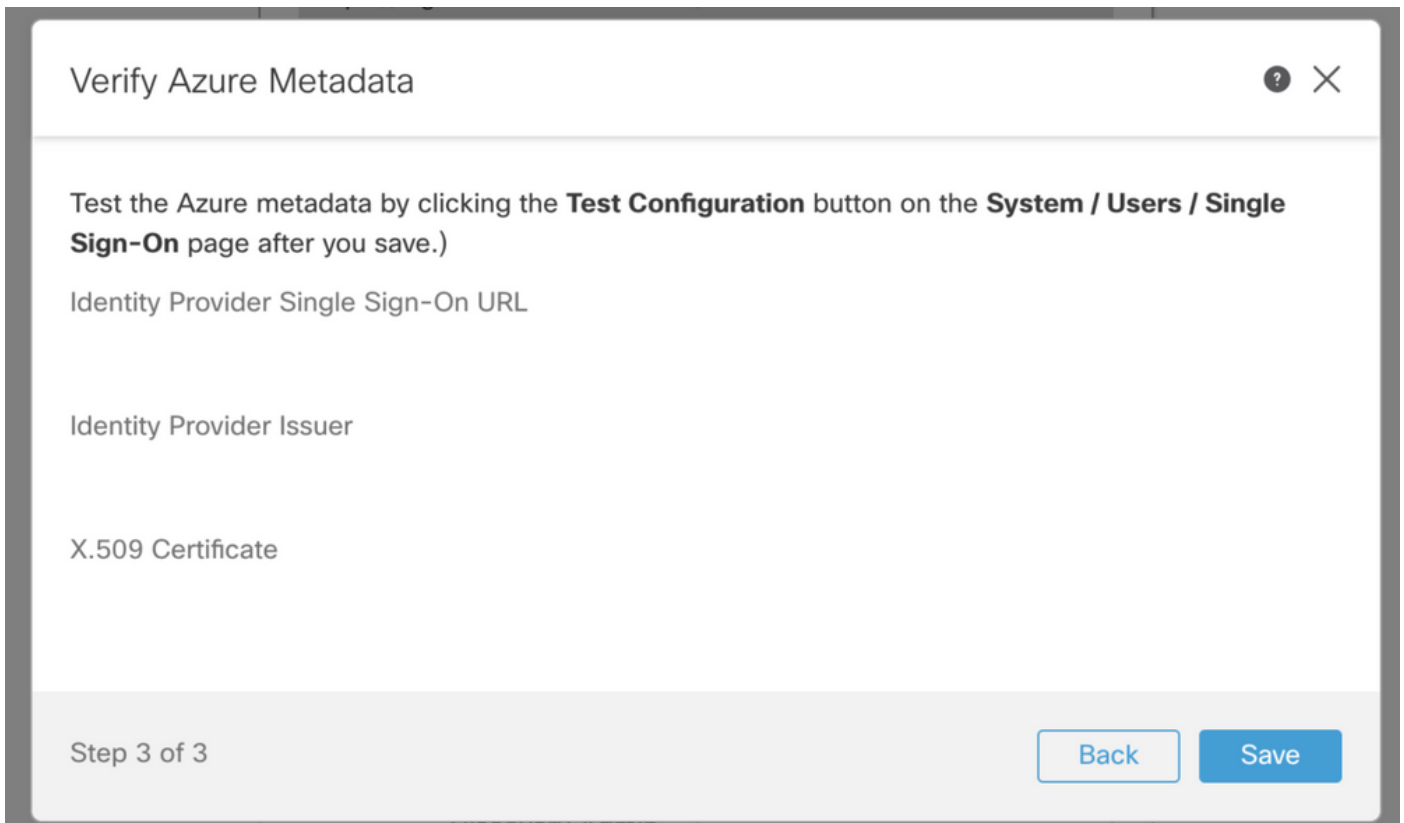 Verify Azure Metadata
?
Test the Azure metadata by clicking the Test Configuration button on the System / Users / Single
Sign-On page after you save.)
Identity Provider Single Sign-On URL
Identity Provider Issuer
X.509 Certificate
Step 3 of 3
Back
Save